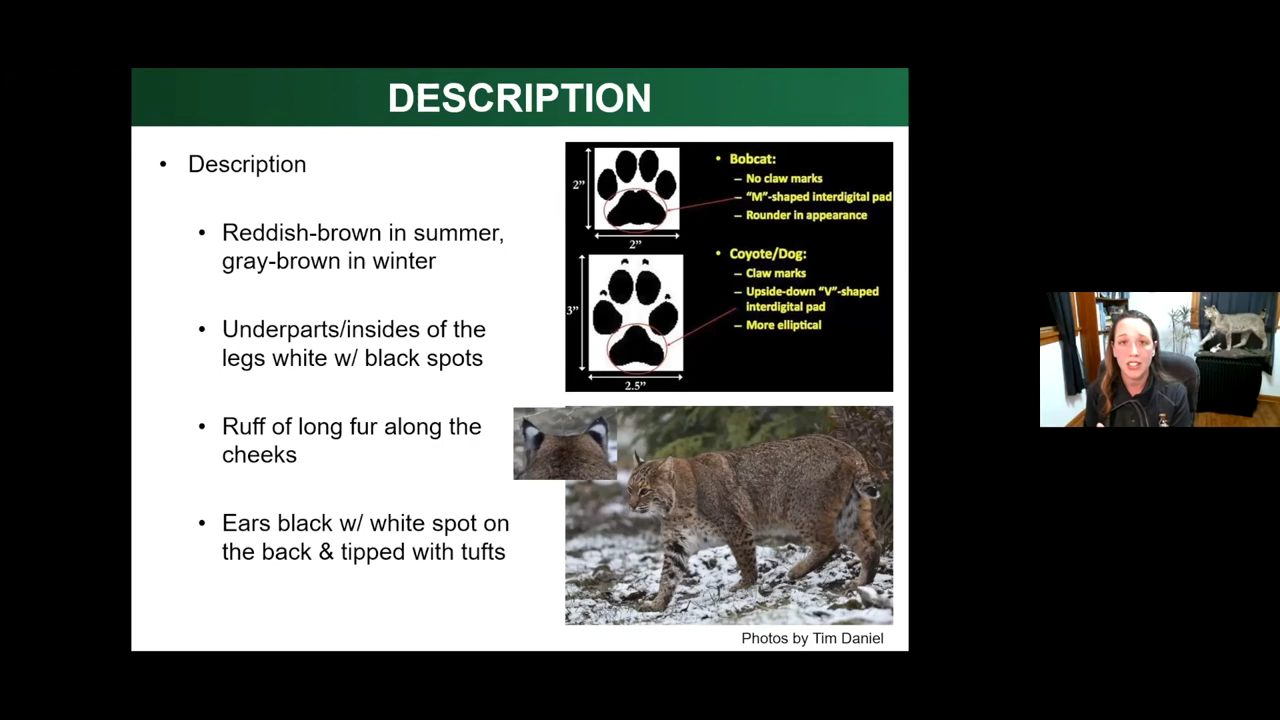 DESCRIPTION
• Description
• Reddish-brown in summer,
gray-brown in winter
• Underparts/insides of the
legs white w/ black spots
• Ruff of long fur along the
cheeks
• Ears black w/ white spot on
the back & tipped with tufts
2”
2”
• Bobcat:
– No claw marks
– “M”-shaped interdigital pad
– Rounder in appearance
3”
2.5”
• Coyote/Dog:
– Claw marks
– Upside-down “V”-shaped
interdigital pad
– More elliptical
Photos by Tim Daniel